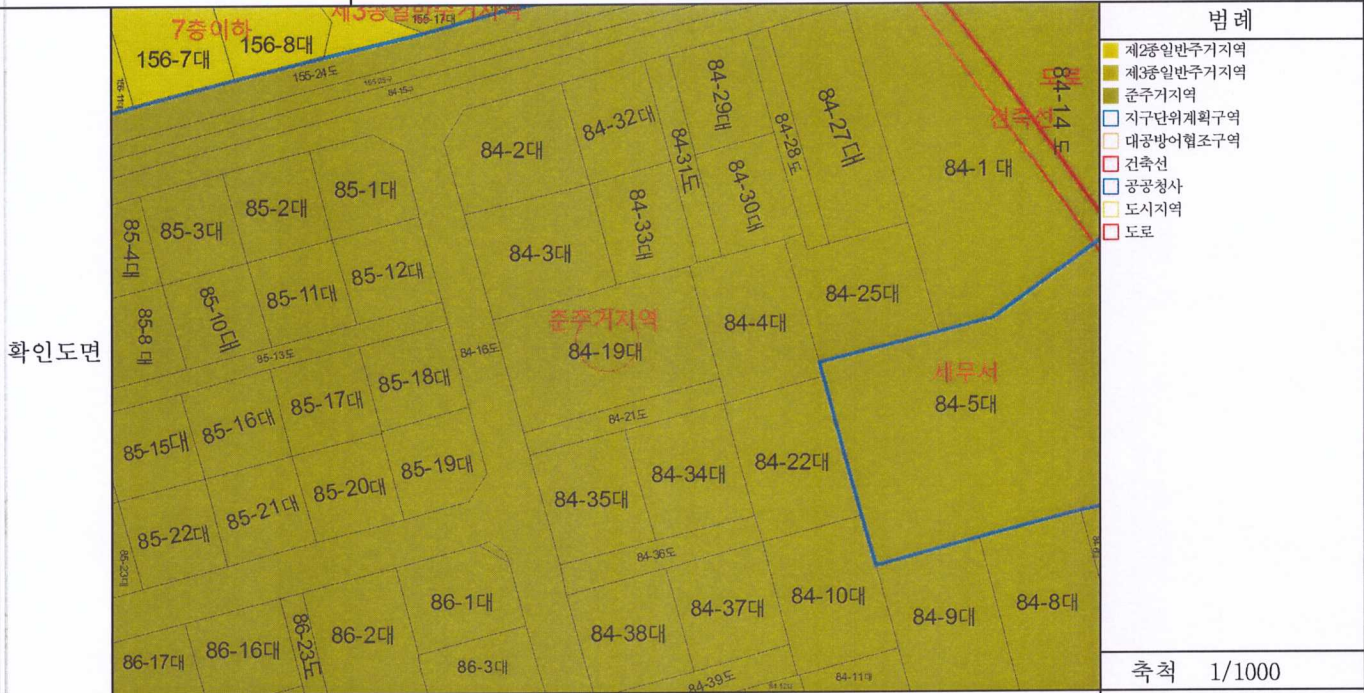 확인도면
제3종일반주거지역
7층이하
156-7대
156-8대
155-17대
155-24도
84-2대
84-32대
84-29대
84-31도
84-28도
84-27대
84-1 대
84-14 도
도로
건축선
84-3대
84-33대
84-30대
85-1대
85-2대
85-3대
85-4대
85-12대
85-11대
85-10대
85-8 대
85-13도
84-16도
준주거지역
84-19대
84-4대
84-25대
세무서
84-5대
84-21도
85-18대
85-17대
85-16대
85-15대
85-19대
85-20대
85-21대
85-22대
85-23대
84-35대
84-34대
84-22대
84-36도
86-1대
86-2대
86-23도
86-16대
86-17대
86-3대
84-38대
84-37대
84-10대
84-9대
84-8대
84-39도
84-11대
범례
제2종일반주거지역
제3종일반주거지역
준주거지역
지구단위계획구역
대공방어협조구역
건축선
공공청사
도시지역
도로
축척 1/1000